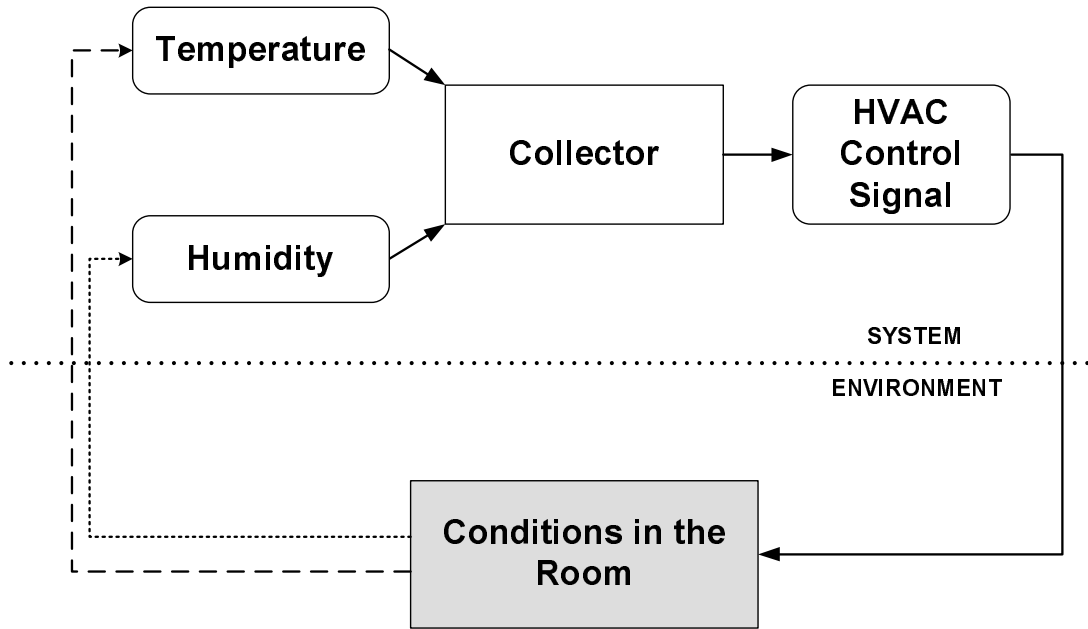 Temperature
Collector
HVAC
Control
Signal
Humidity
SYSTEM
ENVIRONMENT
Conditions in the
Room